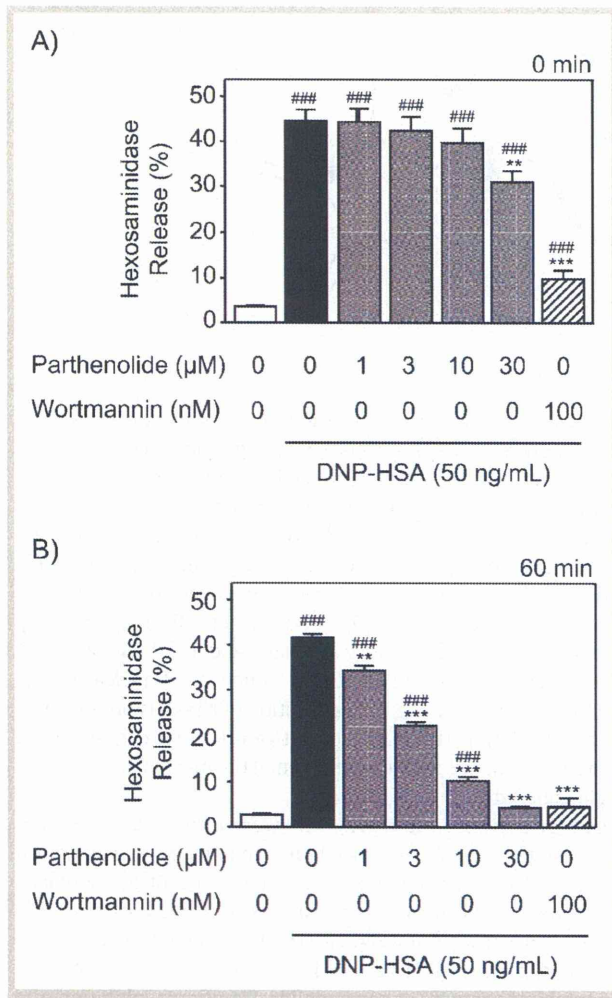 A)
0 min
Hexosaminidase
Release (%)
50
40
30
20
10
0
###
###
###
###
###
**
###
***
Parthenolide (µM) 0 0 1 3 10 30 0
Wortmannin (nM) 0 0 0 0 0 0 100
DNP-HSA (50 ng/mL)
B)
60 min
Hexosaminidase
Release (%)
50
40
30
20
10
0
###
###
**
###
***
###
***
***
***
Parthenolide (µM) 0 0 1 3 10 30 0
Wortmannin (nM) 0 0 0 0 0 0 100
DNP-HSA (50 ng/mL)